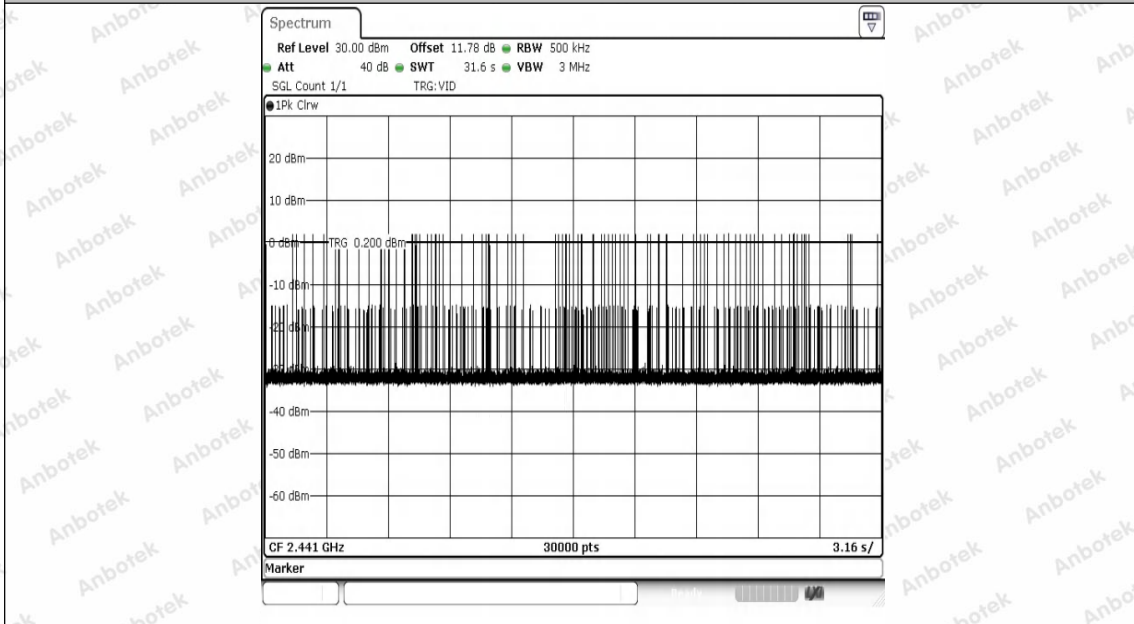 Spectrum
Ref Level 30.00 dBm Offset 11.78 dB RBW 500 kHz
Att 40 dB SWT 31.6 s VBW 3 MHz
SGL Count 1/1 TRG:VID
1Pk Clrw
20 dBm
10 dBm
0 dBm TRG 0.200 dBm
-10 dBm
-20 dBm
-40 dBm
-50 dBm
-60 dBm
CF 2.441 GHz 30000 pts 3.16 s/
Marker
Anbotek